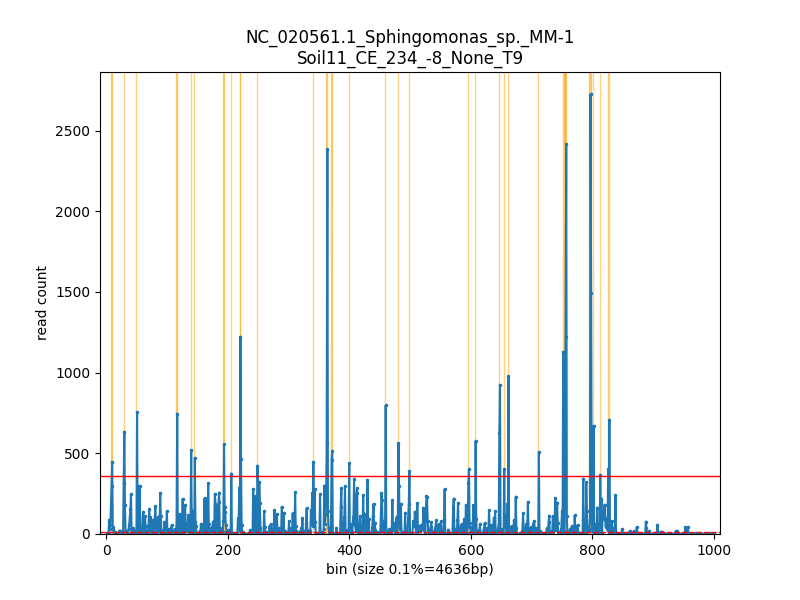 NC_020561.1_Sphingomonas_sp._MM-1
Soil11_CE_234_-8_None_T9
2500
2000
1500
1000
500
0
read count
0 200 400 600 800 1000
bin (size 0.1%=4636bp)